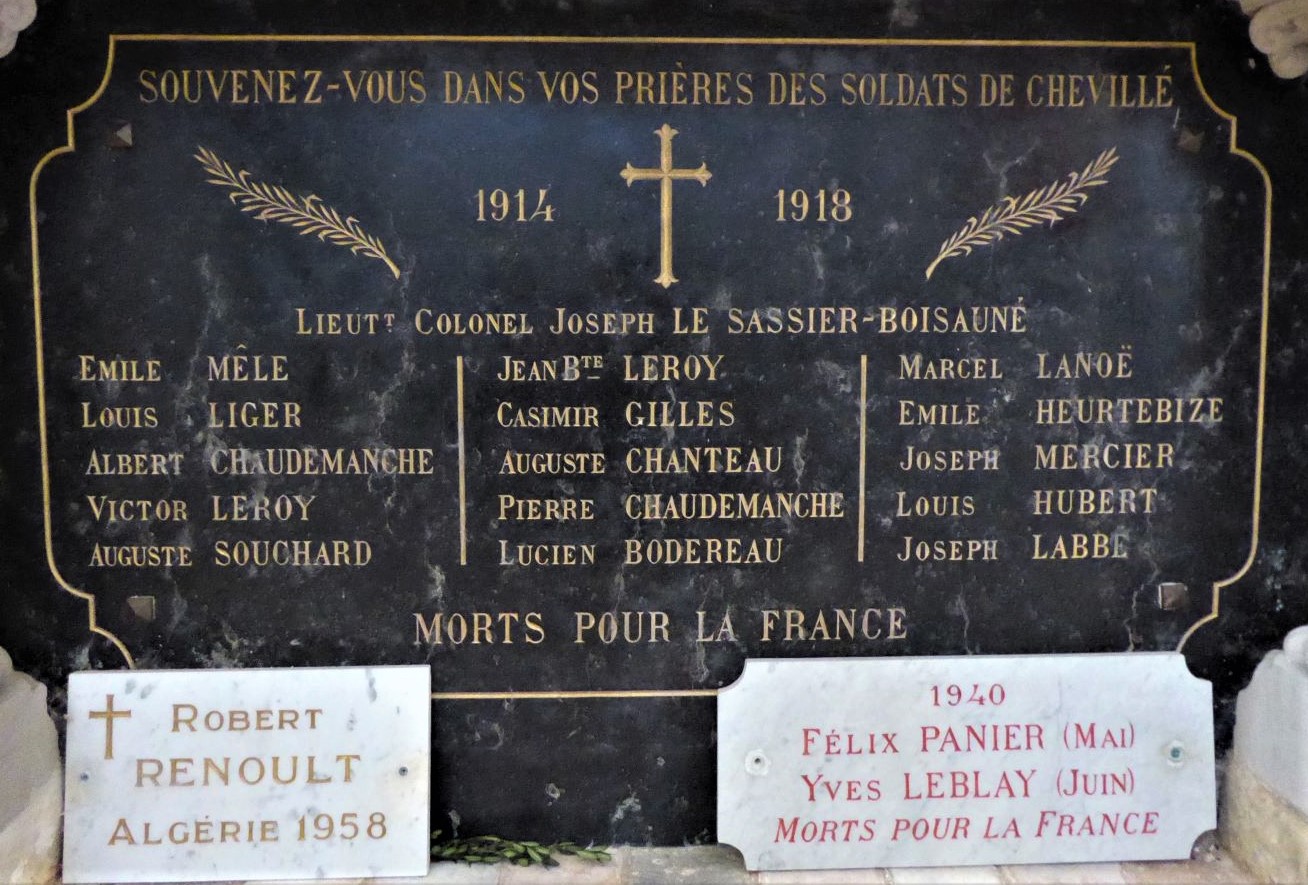 SOUVENEZ-VOUS DANS VOS PRIÈRES DES SOLDATS DE CHEVILLÉ
1914 1918
LIEUTT COLONEL JOSEPH LE SASSIER-BOISAUNÉ
EMILE MÊLE
LOUIS LIGER
ALBERT CHAUDEMANCHE
VICTOR LEROY
AUGUSTE SOUCHARD
JEAN BTE LEROY
CASIMIR GILLES
AUGUSTE CHANTEAU
PIERRE CHAUDEMANCHE
LUCIEN BODEREAU
MARCEL LANOË
EMILE HEURTEBIZE
JOSEPH MERCIER
LOUIS HUBERT
JOSEPH LABBE
MORTS POUR LA FRANCE
ROBERT
RENOULT
ALGÉRIE 1958
1940
FÉLIX PANIER (MAI)
YVES LEBLAY (JUIN)
MORTS POUR LA FRANCE